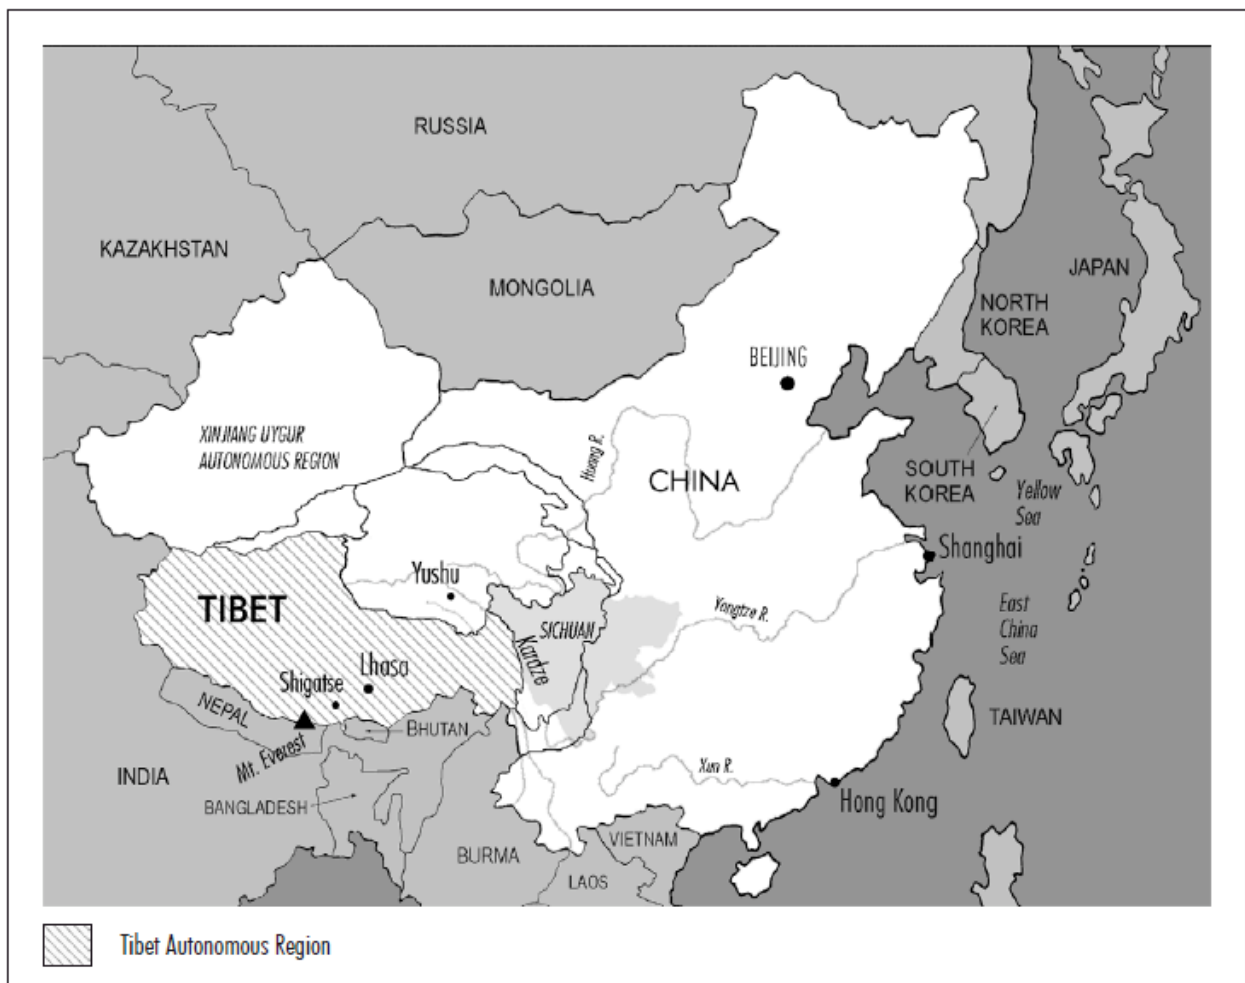 RUSSIA
KAZAKHSTAN
MONGOLIA
JAPAN
NORTH
KOREA
BEIJING
XINJIANG UYGUR
AUTONOMOUS REGION
Huang R.
CHINA
SOUTH
KOREA
Yellow
Sea
Shanghai
Yushu
TIBET
Yangtze R.
East
China
Sea
SICHUAN
Kardze
Lhasa
Shigatse
NEPAL
BHUTAN
TAIWAN
Mt. Everest
INDIA
Xun R.
BANGLADESH
Hong Kong
VIETNAM
BURMA
LAOS
Tibet Autonomous Region